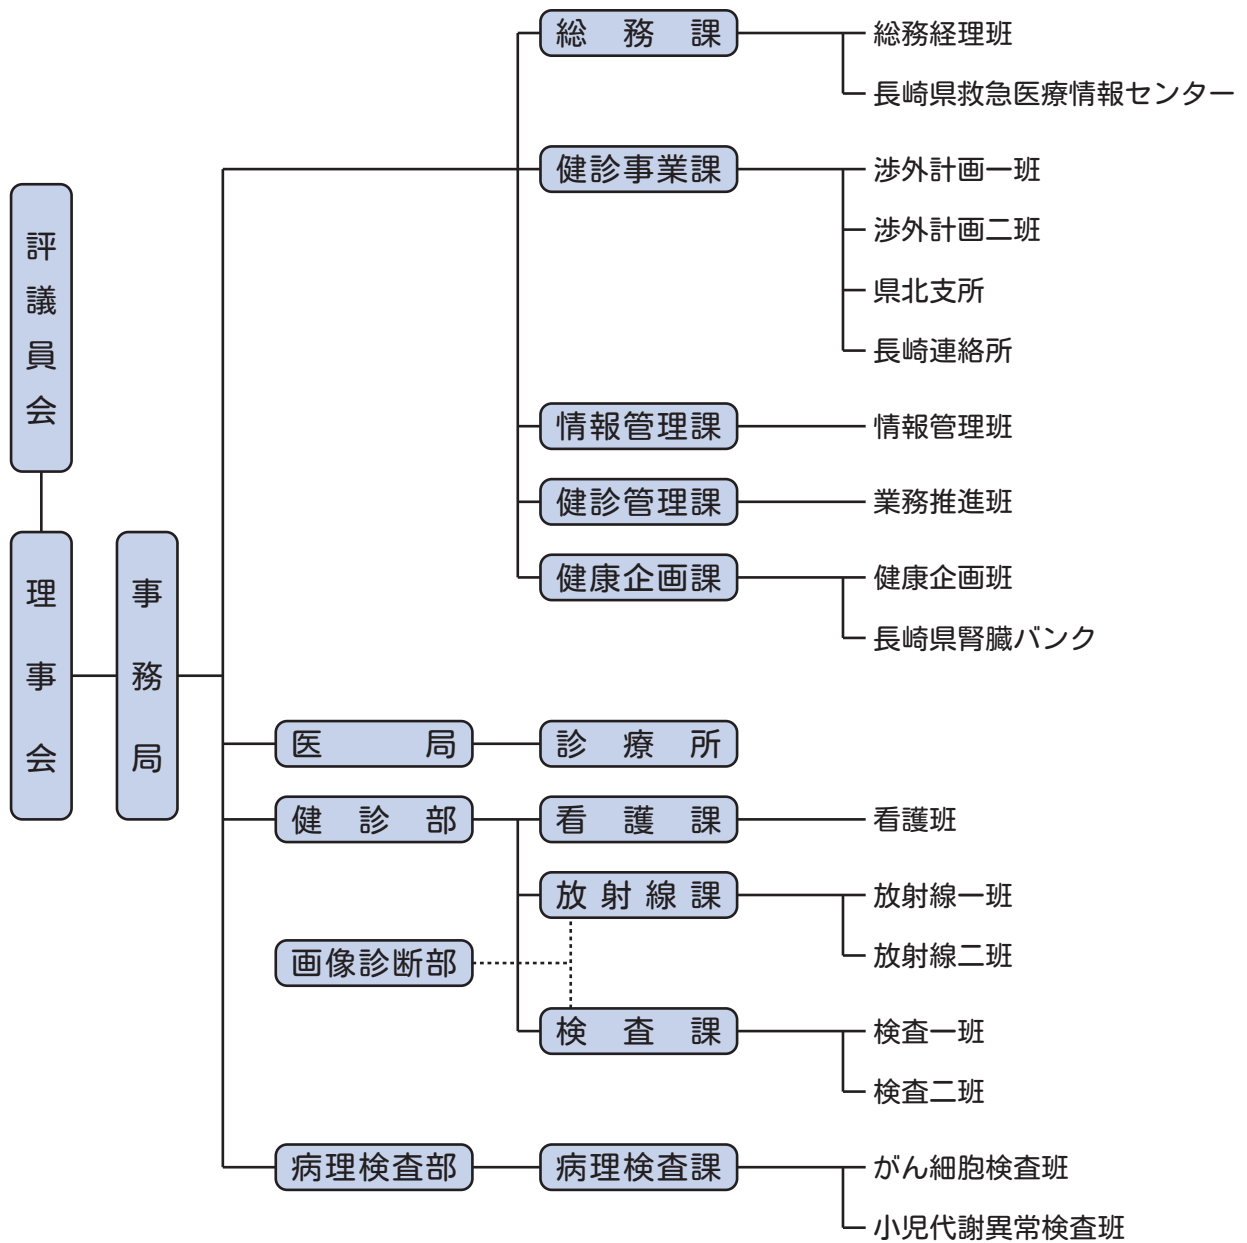 評議員会
理事会
事務局
総務課
総務経理班
長崎県救急医療情報センター
健診事業課
渉外計画一班
渉外計画二班
県北支所
長崎連絡所
情報管理課
情報管理班
健診管理課
業務推進班
健康企画課
健康企画班
長崎県腎臓バンク
医局
診療所
健診部
看護課
看護班
放射線課
放射線一班
放射線二班
画像診断部
検査課
検査一班
検査二班
病理検査部
病理検査課
がん細胞検査班
小児代謝異常検査班